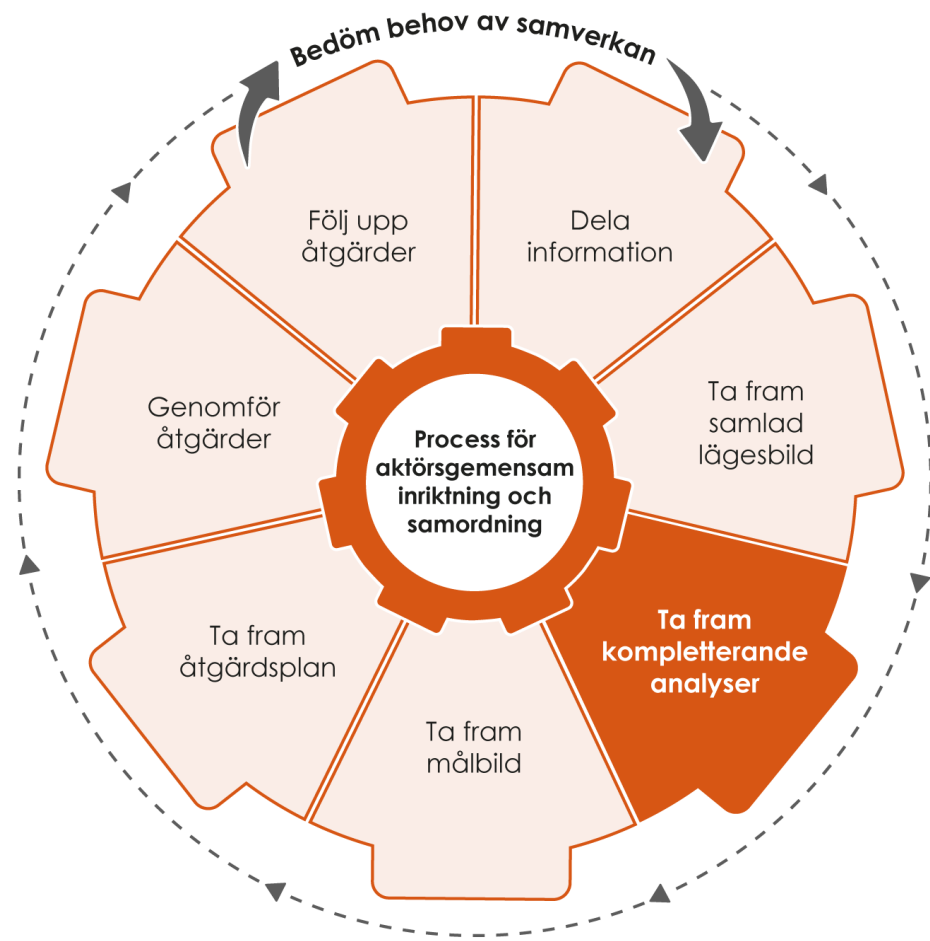 Bedöm behov av samverkan
Dela
information
Ta fram
samlad
lägesbild
Ta fram
kompletterande
analyser
Ta fram
målbild
Ta fram
åtgärdsplan
Genomför
åtgärder
Följ upp
åtgärder
Process för
aktörsgemensam
inriktning och
samordning